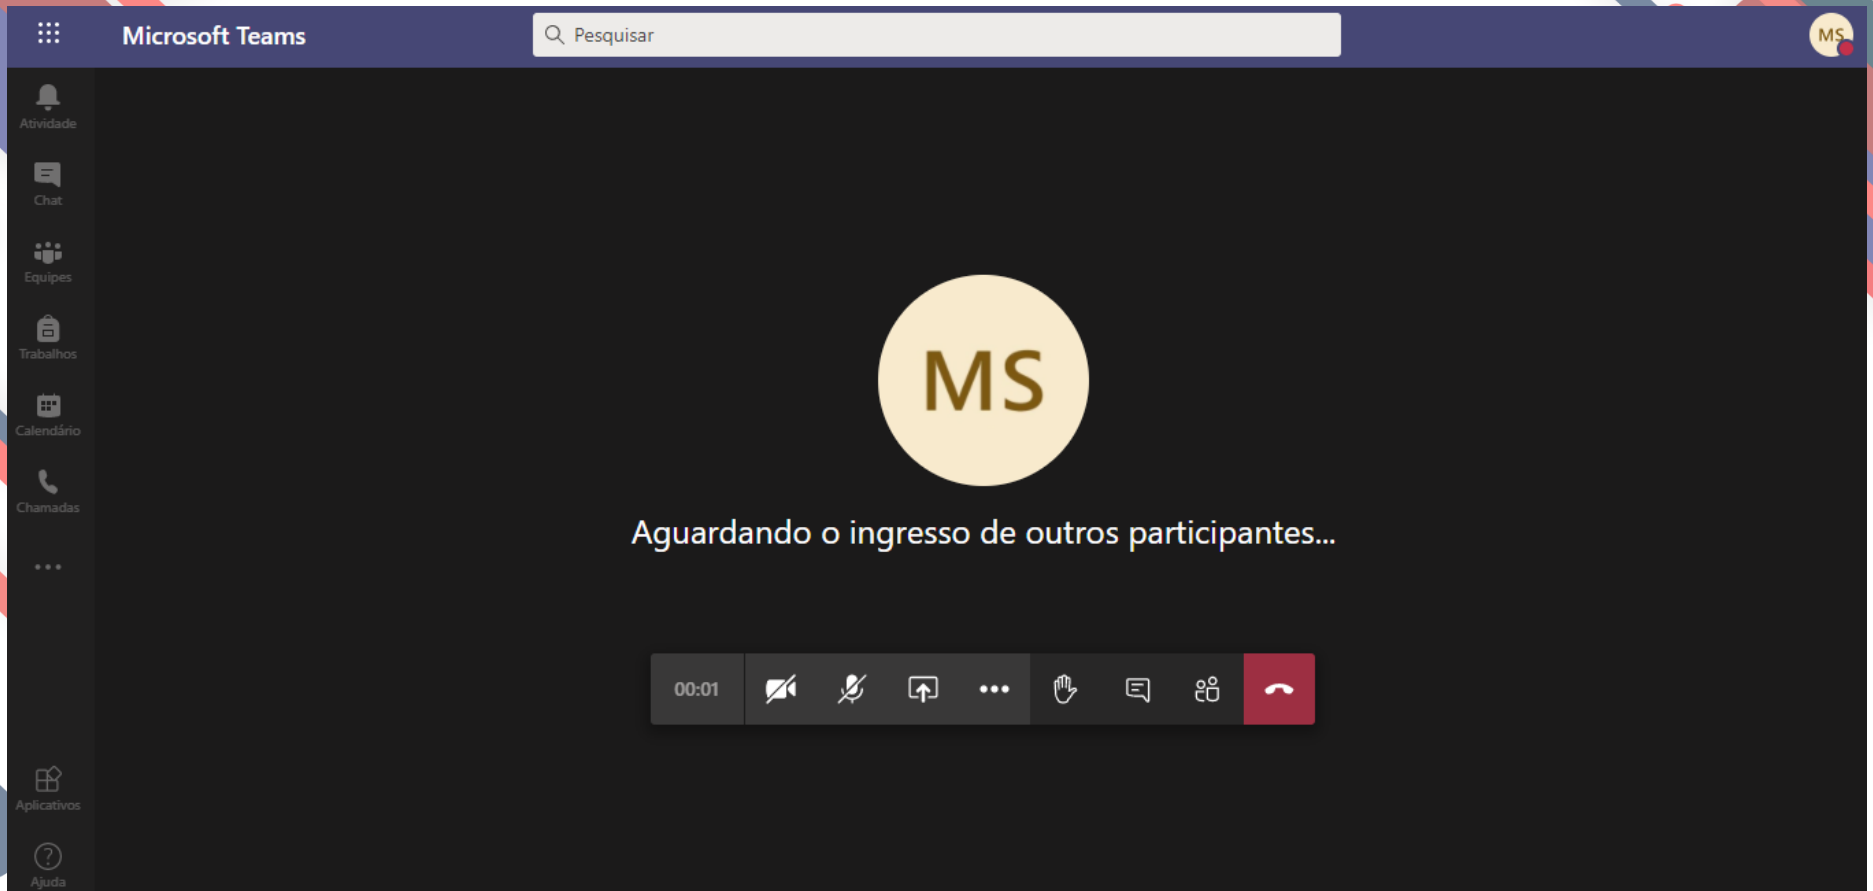 Microsoft Teams
Pesquisar
MS
Atividade
Chat
Equipes
Trabalhos
Calendário
Chamadas
MS
Aguardando o ingresso de outros participantes...
00:01
Aplicativos
Ajuda